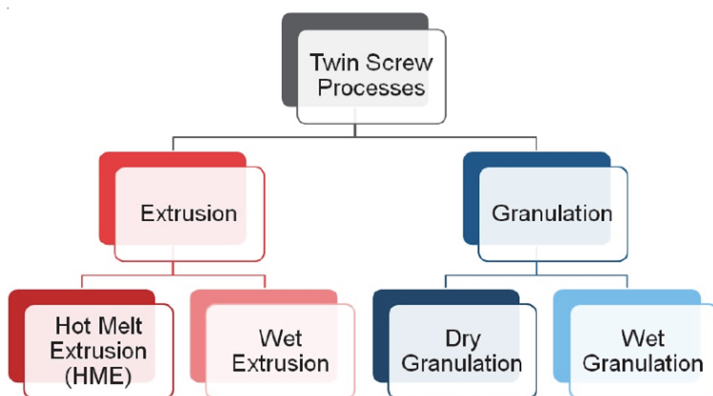 Twin Screw
Processes
Extrusion
Granulation
Hot Melt
Extrusion
(HME)
Wet
Extrusion
Dry
Granulation
Wet
Granulation